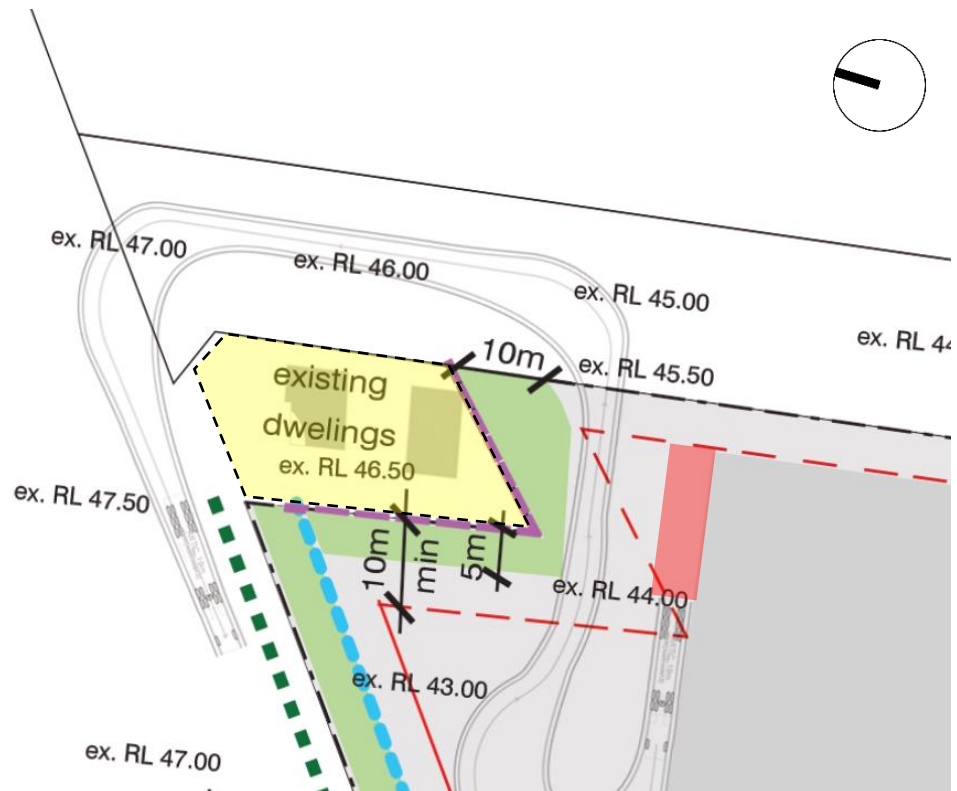 ex. RL 47.00
ex. RL 46.00
ex. RL 45.00
ex. RL 44
10m
ex. RL 45.50
existing
dwelings
ex. RL 46.50
ex. RL 47.50
10m
min
5m
ex. RL 44.00
ex. RL 43.00
ex. RL 47.00